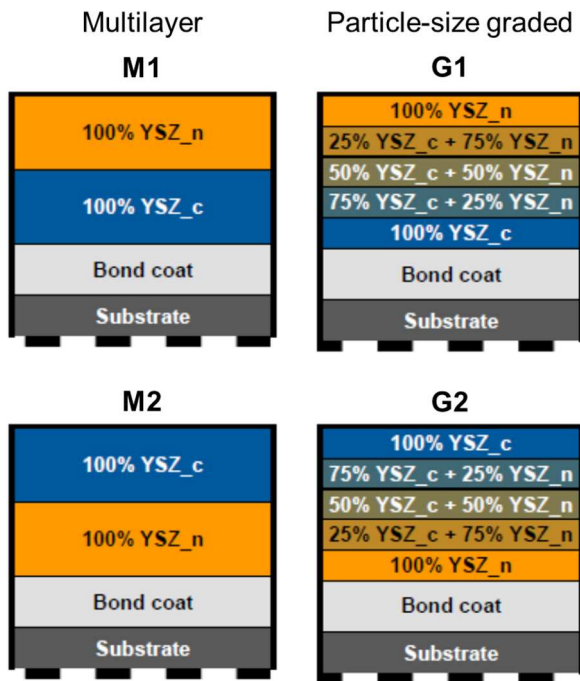 Multilayer
Particle-size graded
M1
G1
100% YSZ_n
100% YSZ_c
Bond coat
Substrate
100% YSZ_n
25% YSZ_c + 75% YSZ_n
50% YSZ_c + 50% YSZ_n
75% YSZ_c + 25% YSZ_n
100% YSZ_c
Bond coat
Substrate
M2
G2
100% YSZ_c
100% YSZ_n
Bond coat
Substrate
100% YSZ_c
75% YSZ_c + 25% YSZ_n
50% YSZ_c + 50% YSZ_n
25% YSZ_c + 75% YSZ_n
100% YSZ_n
Bond coat
Substrate